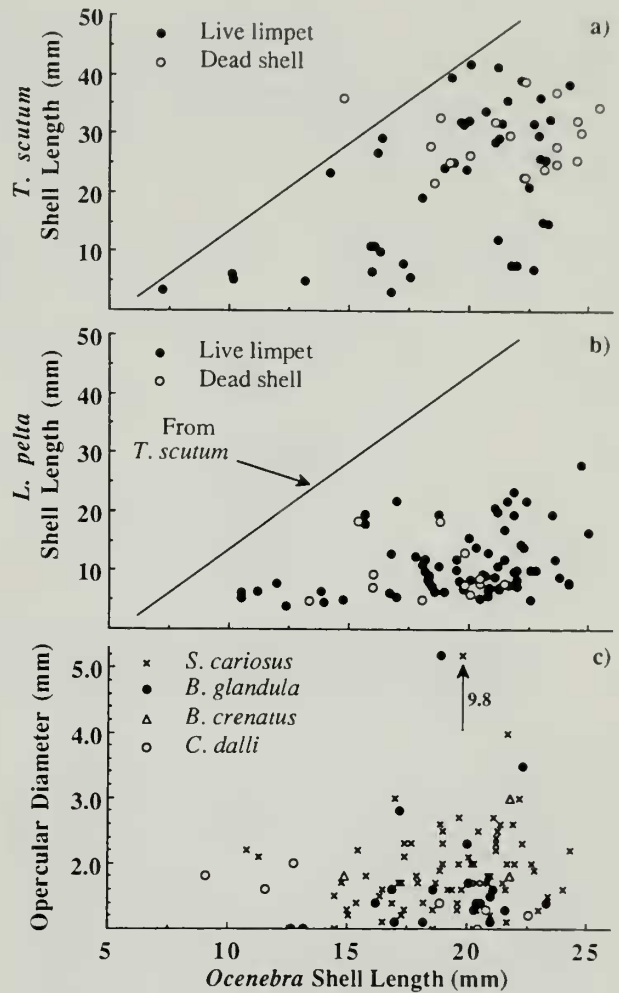 a)
Live limpet
Dead shell
T. scutum
Shell Length (mm)
50
40
30
20
10
b)
Live limpet
Dead shell
From
T. scutum
L. pelta
Shell Length (mm)
50
40
30
20
10
c)
S. cariosus
B. glandula
B. crenatus
C. dalli
9.8
Opercular Diameter (mm)
5.0
4.0
3.0
2.0
5
10
15
20
25
Ocenebra Shell Length (mm)